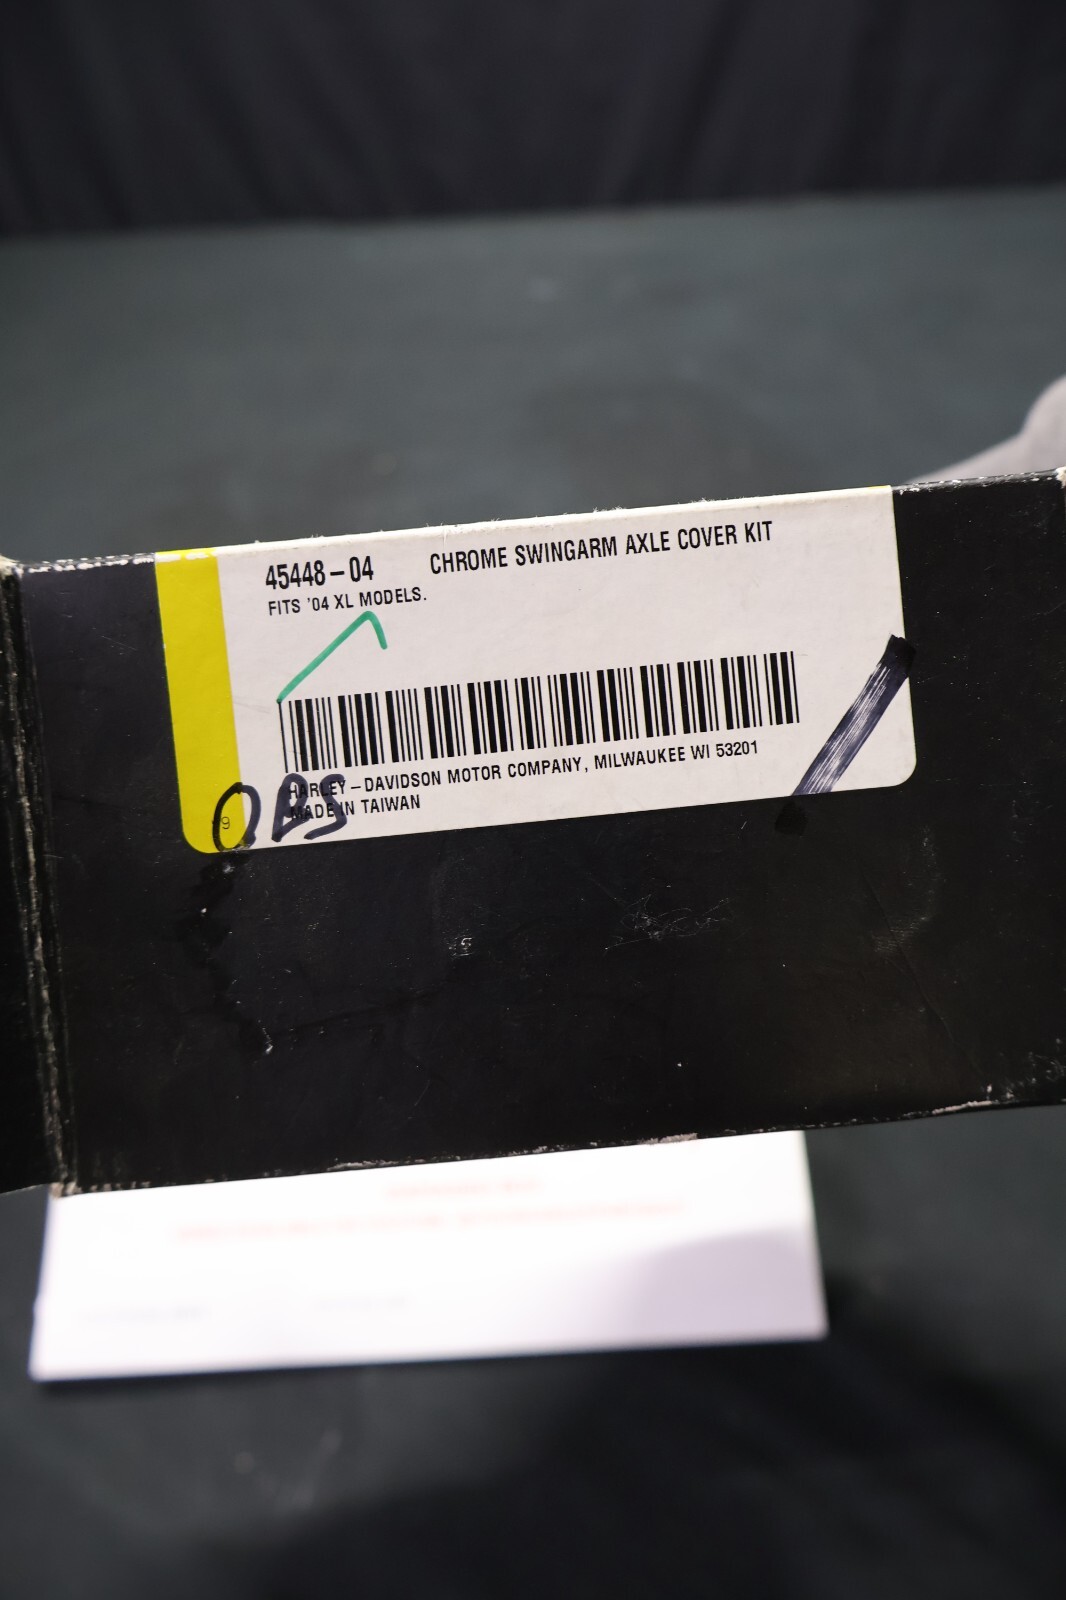 45448-04 CHROME SWINGARM AXLE COVER KIT
FITS '04 XL MODELS.
HARLEY-DAVIDSON MOTOR COMPANY, MILWAUKEE WI 53201
MADE IN TAIWAN
9
OBS